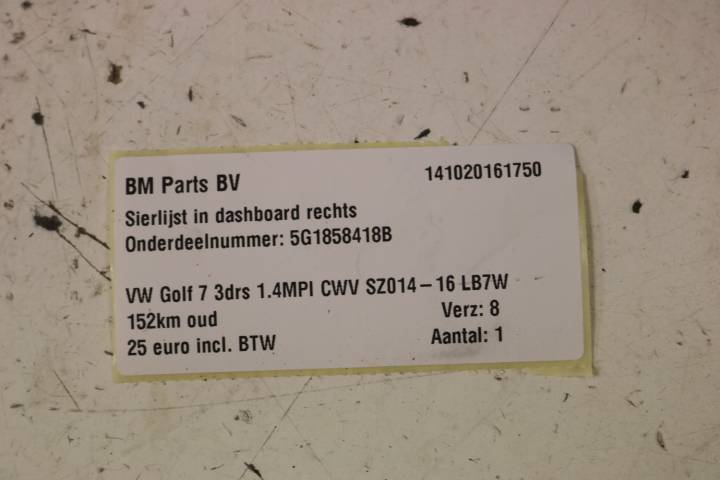 BM Parts BV 141020161750
Sierlijst in dashboard rechts
Onderdeelnummer: 5G1858418B
VW Golf 7 3drs 1.4MPI CWV SZ014-16 LB7W
152km oud Verz: 8
25 euro incl. BTW Aantal: 1